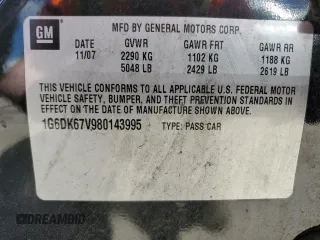 GM
MFD BY GENERAL MOTORS CORP.
DATE GVWR GAWR FRT GAWR RR
11/07 2290 KG 1102 KG 1188 KG
5048 LB 2429 LB 2619 LB
THIS VEHICLE CONFORMS TO ALL APPLICABLE U.S. FEDERAL MOTOR
VEHICLE SAFETY, BUMPER, AND THEFT PREVENTION STANDARDS IN
EFFECT ON THE DATE OF MANUFACTURE SHOWN ABOVE.
1G6DK67V980143995 TYPE: PASS CAR
DREAMBID